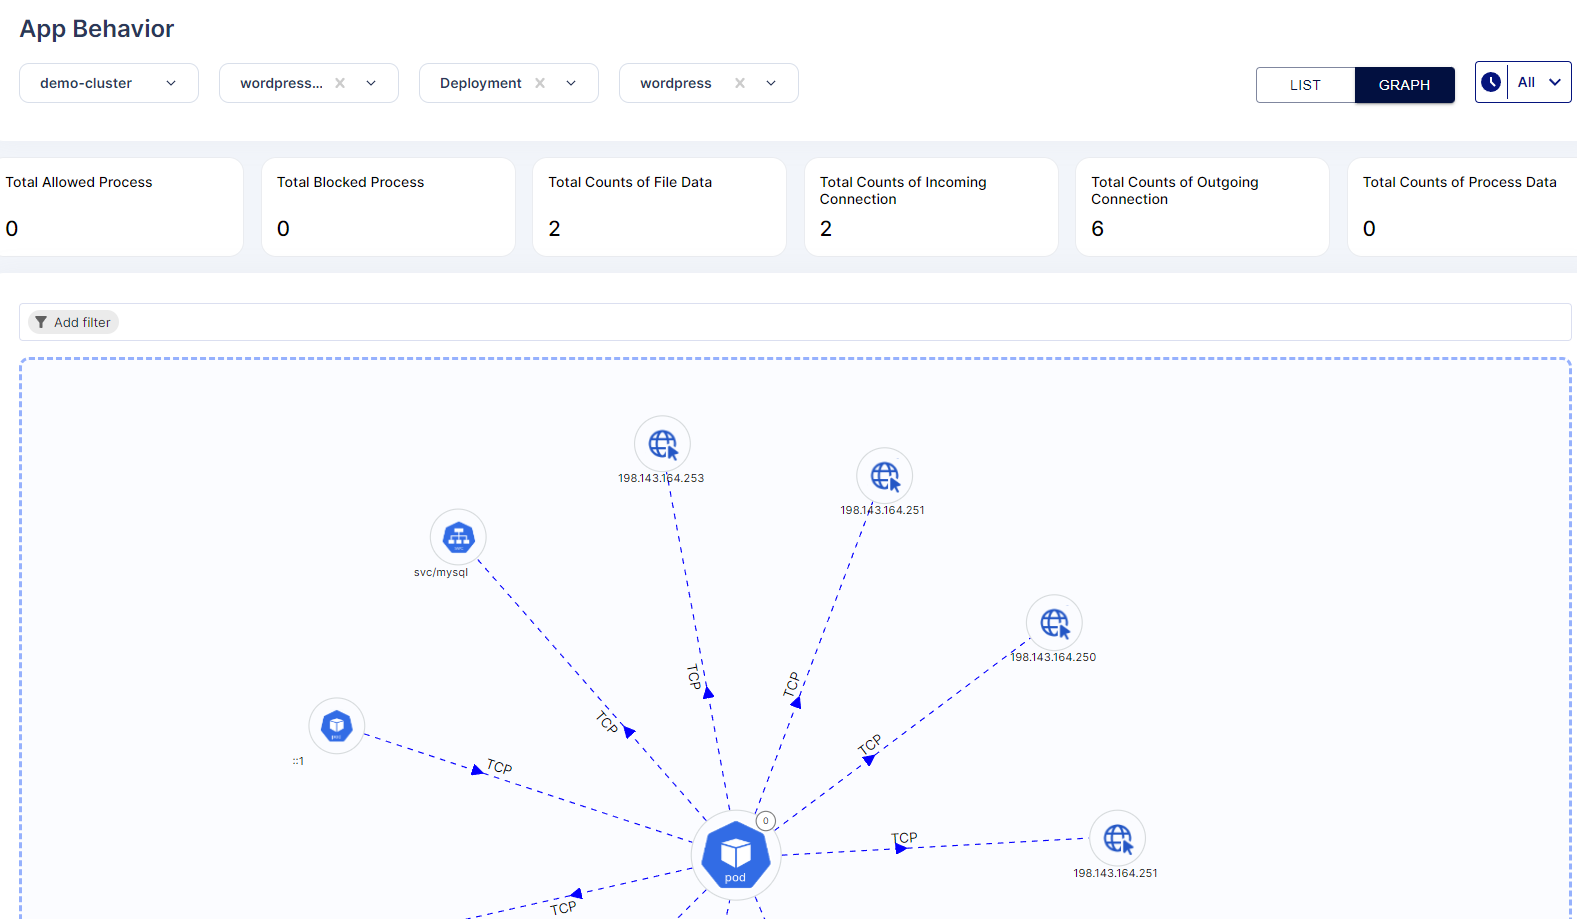 App Behavior
demo-cluster
wordpress...
Deployment
wordpress
LIST
GRAPH
All
Total Allowed Process
0
Total Blocked Process
0
Total Counts of File Data
2
Total Counts of Incoming
Connection
2
Total Counts of Outgoing
Connection
6
Total Counts of Process Data
0
Add filter
198.143.164.253
198.143.164.251
svc
svc/mysql
198.143.164.250
TCP
TCP
TCP
TCP
pod
::1
TCP
0
TCP
pod
198.143.164.251
TCP